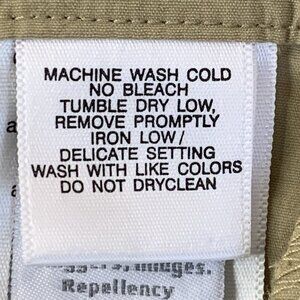 MACHINE WASH COLD
NO BLEACH
TUMBLE DRY LOW,
REMOVE PROMPTLY
IRON LOW/
DELICATE SETTING
WASH WITH LIKE COLORS
DO NOT DRYCLEAN
Repellency